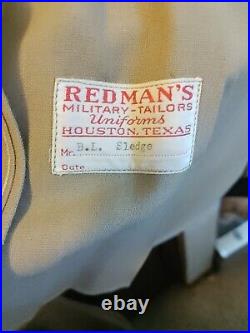 REDMAN'S
MILITARY-TAILORS
Uniforms
HOUSTON, TEXAS
Mr. B.L. Sledge
Date